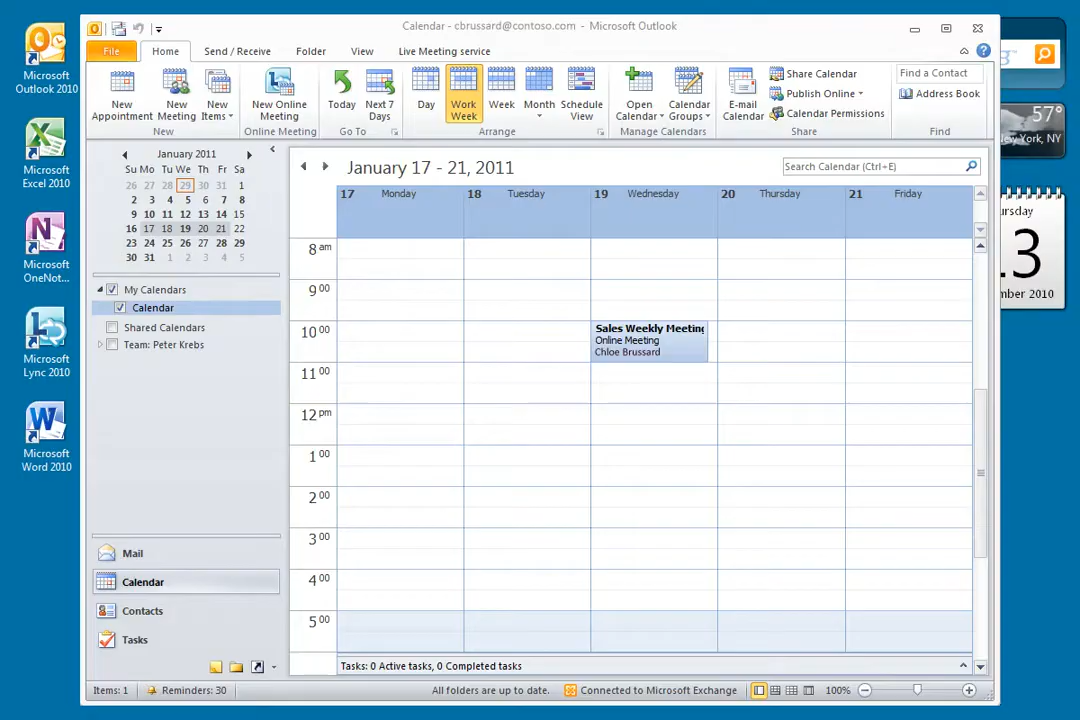 Calendar - cbrussard@contoso.com - Microsoft Outlook
File Home Send / Receive Folder View Live Meeting service
New Appointment
New Meeting
New Items
New
New Online Meeting
Online Meeting
Today
Next 7 Days
Go To
Day
Work Week
Week
Month
Schedule View
Arrange
Open Calendar
Calendar Groups
Manage Calendars
E-mail Calendar
Share Calendar
Publish Online
Calendar Permissions
Share
Find a Contact
Address Book
Find
Microsoft
Outlook 2010
Microsoft
Excel 2010
Microsoft
OneNot...
Microsoft
Lync 2010
Microsoft
Word 2010
January 2011
Su Mo Tu We Th Fr Sa
26 27 28 29 30 31 1
2 3 4 5 6 7 8
9 10 11 12 13 14 15
16 17 18 19 20 21 22
23 24 25 26 27 28 29
30 31 1 2 3 4 5
My Calendars
Calendar
Shared Calendars
Team: Peter Krebs
Mail
Calendar
Contacts
Tasks
January 17 - 21, 2011
Search Calendar (Ctrl+E)
17 Monday 18 Tuesday 19 Wednesday 20 Thursday 21 Friday
8 am
9 00
10 00
Sales Weekly Meeting
Online Meeting
Chloe Brussard
11 00
12 pm
1 00
2 00
3 00
4 00
5 00
Tasks: 0 Active tasks, 0 Completed tasks
Items: 1 Reminders: 30 All folders are up to date. Connected to Microsoft Exchange 100%
57°
New York, NY
ursday
13
mber 2010